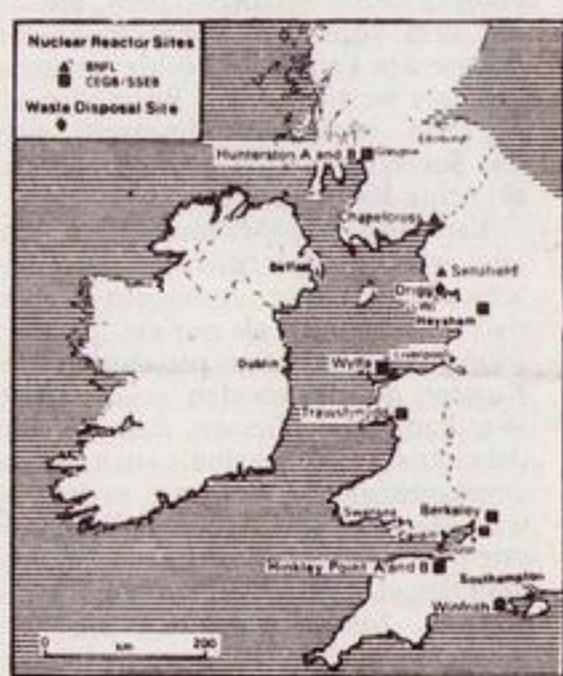 Nuclear Reactor Sites
BNFL
CEGB/SSEB
Waste Disposal Site
Edinburgh
Hunterston A and B
Glasgow
Chapelcross
Sellafield
Belfast
Drigg
Heysham
Dublin
Wylfa
Liverpool
Trawsfynydd
Swansea
Berkeley
Hinkley Point A and B
Southampton
Winfrith
0
200
km